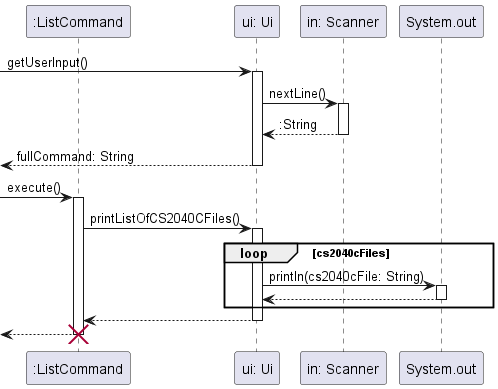 :ListCommand
ui: Ui
in: Scanner
System.out
getUserInput()
nextLine()
:String
fullCommand: String
execute()
printListOfCS2040CFiles()
loop
[cs2040cFiles]
println(cs2040cFile: String)
:ListCommand
ui: Ui
in: Scanner
System.out